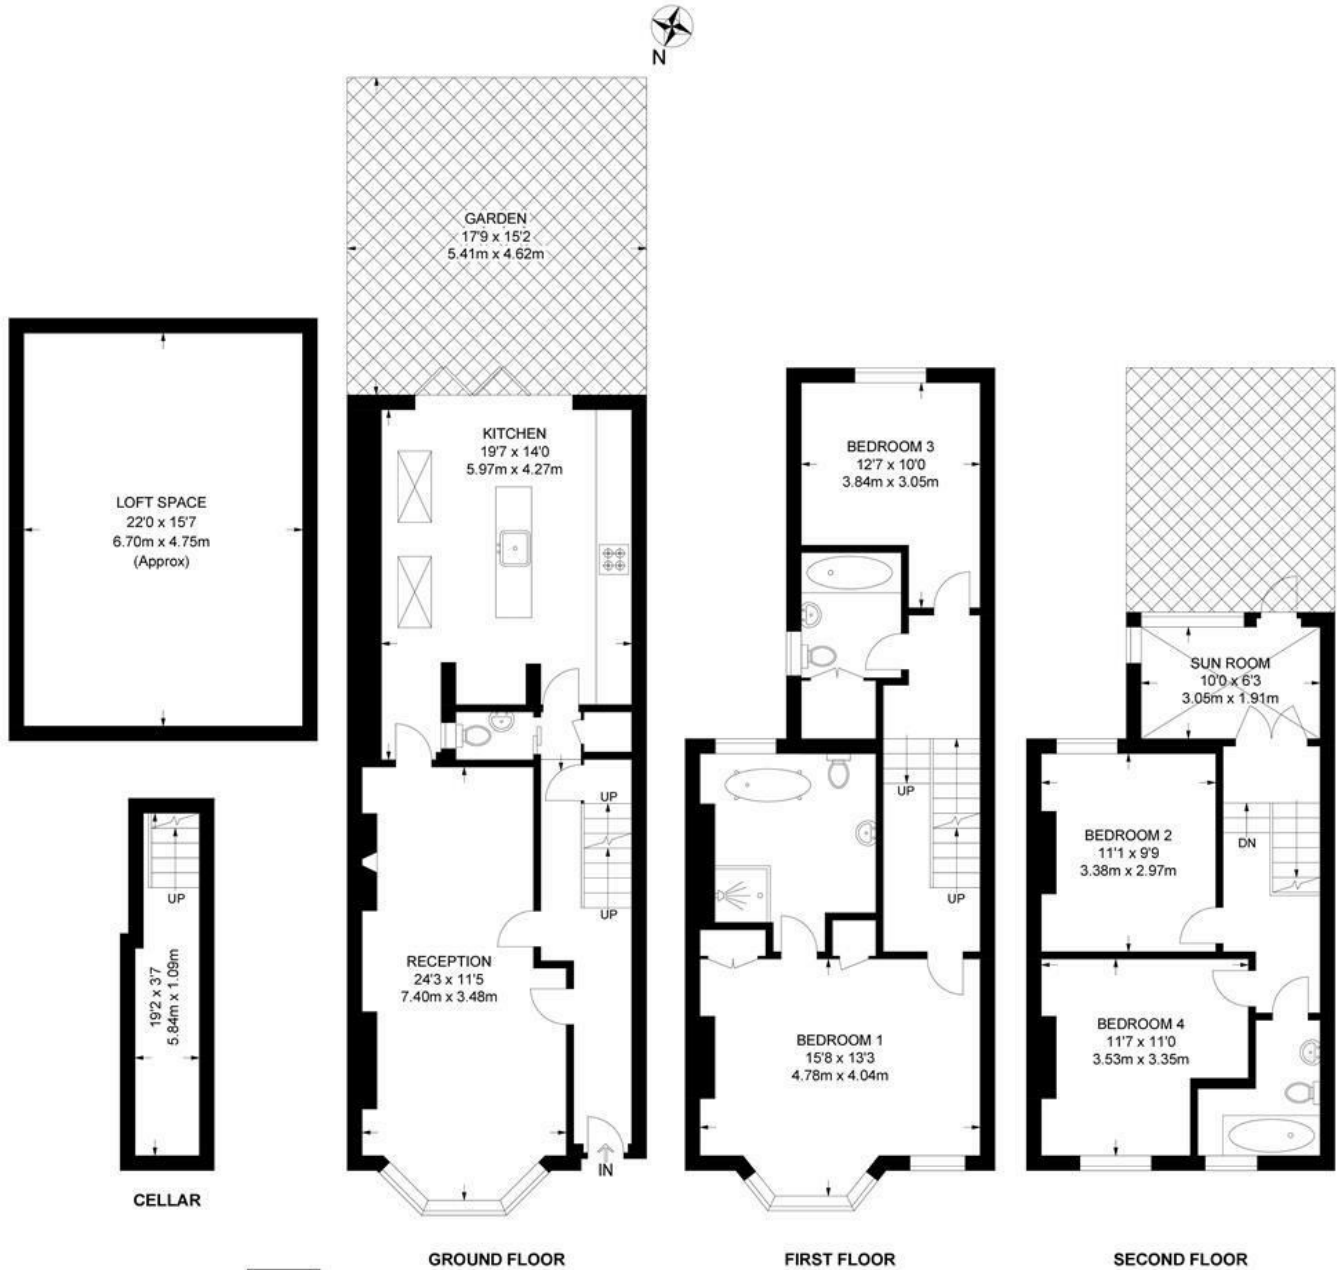 N
GARDEN
17'9 x 15'2
5.41m x 4.62m
LOFT SPACE
22'0 x 15'7
6.70m x 4.75m
(Approx)
KITCHEN
19'7 x 14'0
5.97m x 4.27m
UP
UP
RECEPTION
24'3 x 11'5
7.40m x 3.48m
IN
UP
19'2 x 3'7
5.84m x 1.09m
CELLAR
GROUND FLOOR
BEDROOM 3
12'7 x 10'0
3.84m x 3.05m
UP
UP
BEDROOM 1
15'8 x 13'3
4.78m x 4.04m
FIRST FLOOR
SUN ROOM
10'0 x 6'3
3.05m x 1.91m
BEDROOM 2
11'1 x 9'9
3.38m x 2.97m
DN
BEDROOM 4
11'7 x 11'0
3.53m x 3.35m
SECOND FLOOR